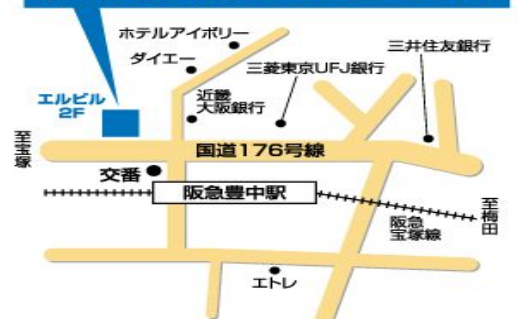 ホテルアイボリー
ダイエー
三井住友銀行
三菱東京UFJ銀行
エルビル
2F
近畿
大阪銀行
至宝塚
国道176号線
交番
阪急豊中駅
至梅田
阪急
宝塚線
エトレ